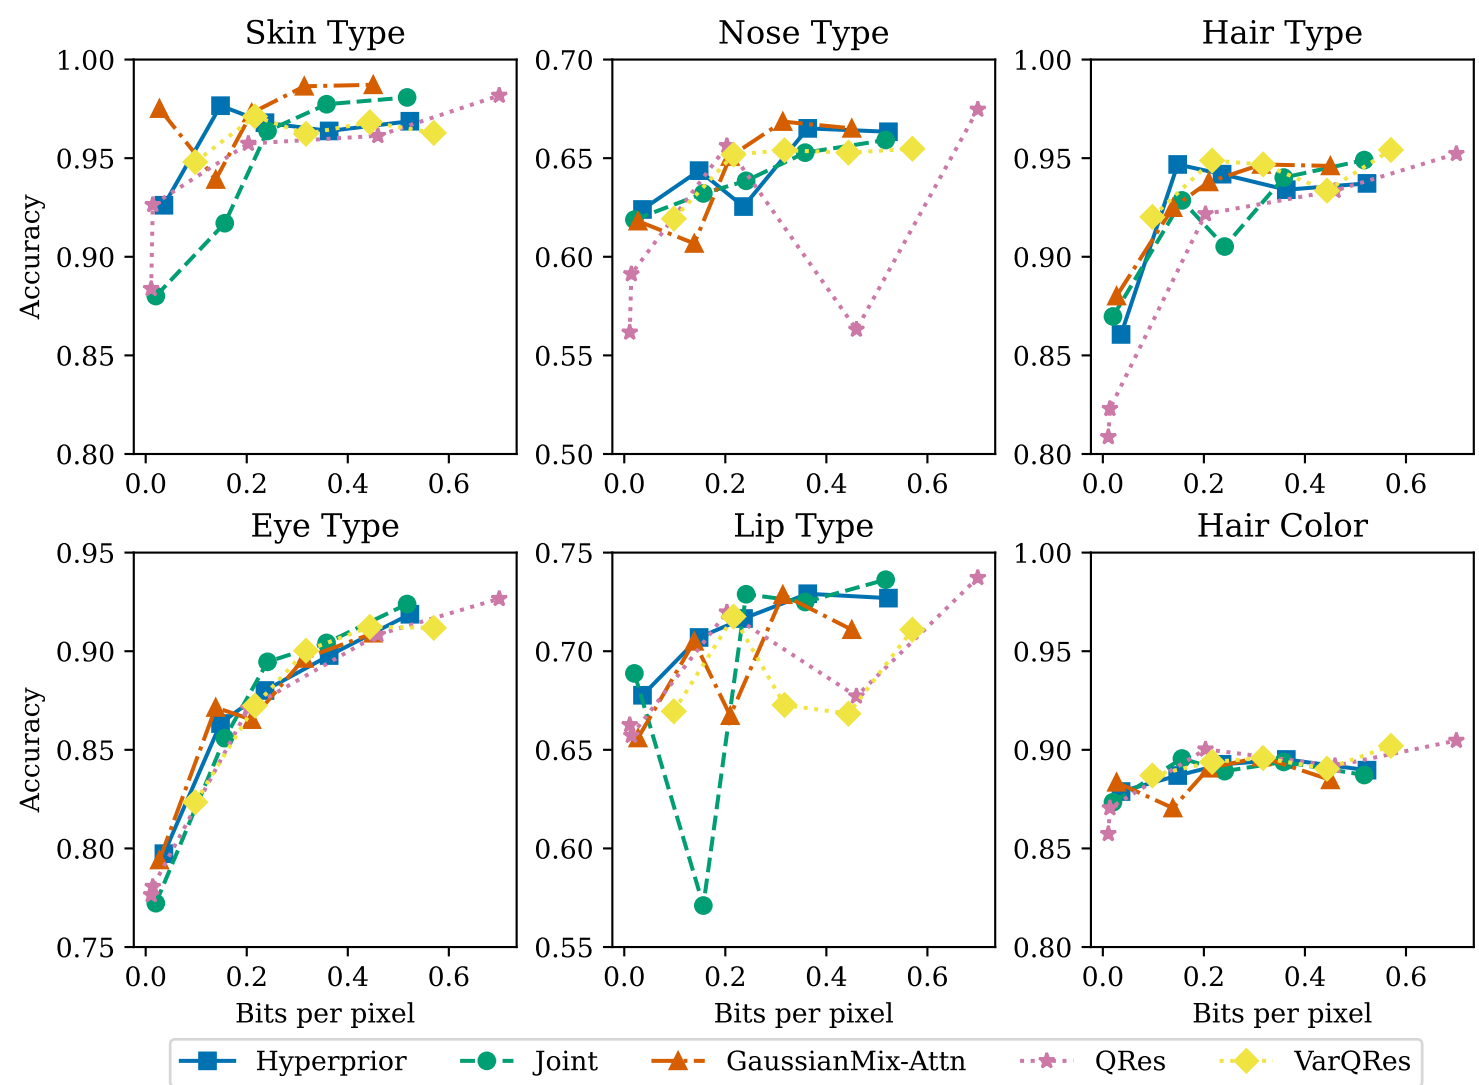 Skin Type Nose Type Hair Type
1.00 0.70 1.00
0.95 0.65 0.95
0.90 0.60 0.90
0.85 0.55 0.85
0.80 0.50 0.80
Accuracy
0.0 0.2 0.4 0.6 0.0 0.2 0.4 0.6 0.0 0.2 0.4 0.6
Eye Type Lip Type Hair Color
0.95 0.75 1.00
0.90 0.70 0.95
0.85 0.65 0.90
0.80 0.60 0.85
0.75 0.55 0.80
Accuracy
0.0 0.2 0.4 0.6 0.0 0.2 0.4 0.6 0.0 0.2 0.4 0.6
Bits per pixel Bits per pixel Bits per pixel
Hyperprior Joint GaussianMix-Attn QRes VarQRes